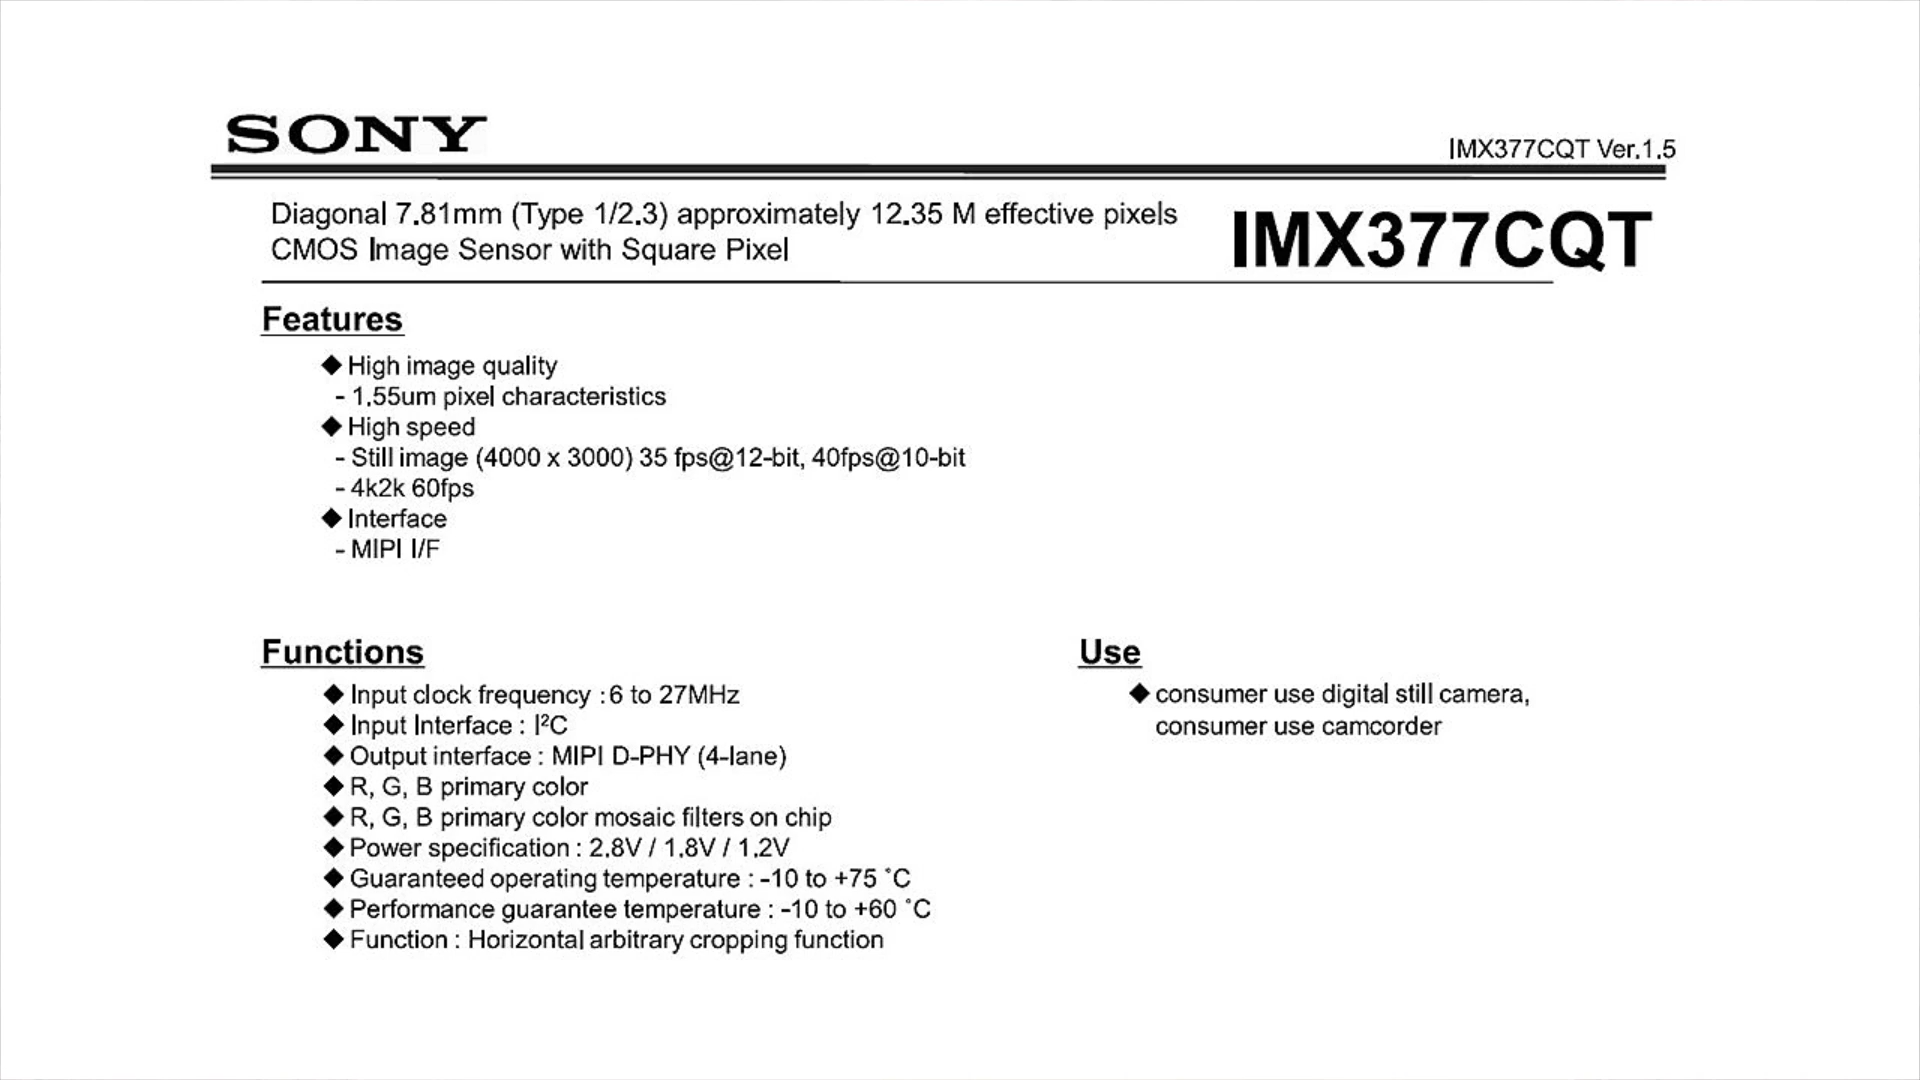 SONY
IMX377CQT Ver.1.5
Diagonal 7.81mm (Type 1/2.3) approximately 12.35 M effective pixels
CMOS Image Sensor with Square Pixel
IMX377CQT
Features
◆ High image quality
- 1.55um pixel characteristics
◆ High speed
- Still image (4000 x 3000) 35 fps@12-bit, 40fps@10-bit
- 4k2k 60fps
◆ Interface
- MIPI I/F
Functions
◆ Input clock frequency : 6 to 27MHz
◆ Input Interface : I²C
◆ Output interface : MIPI D-PHY (4-lane)
◆ R, G, B primary color
◆ R, G, B primary color mosaic filters on chip
◆ Power specification : 2.8V / 1.8V / 1.2V
◆ Guaranteed operating temperature : -10 to +75 ˚C
◆ Performance guarantee temperature : -10 to +60 ˚C
◆ Function : Horizontal arbitrary cropping function
Use
◆ consumer use digital still camera,
consumer use camcorder